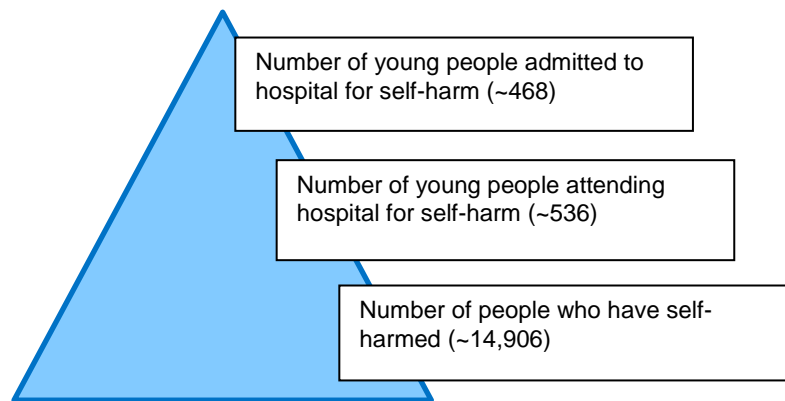 Number of young people admitted to
hospital for self-harm (~468)
Number of young people attending
hospital for self-harm (~536)
Number of people who have self-
harmed (~14,906)